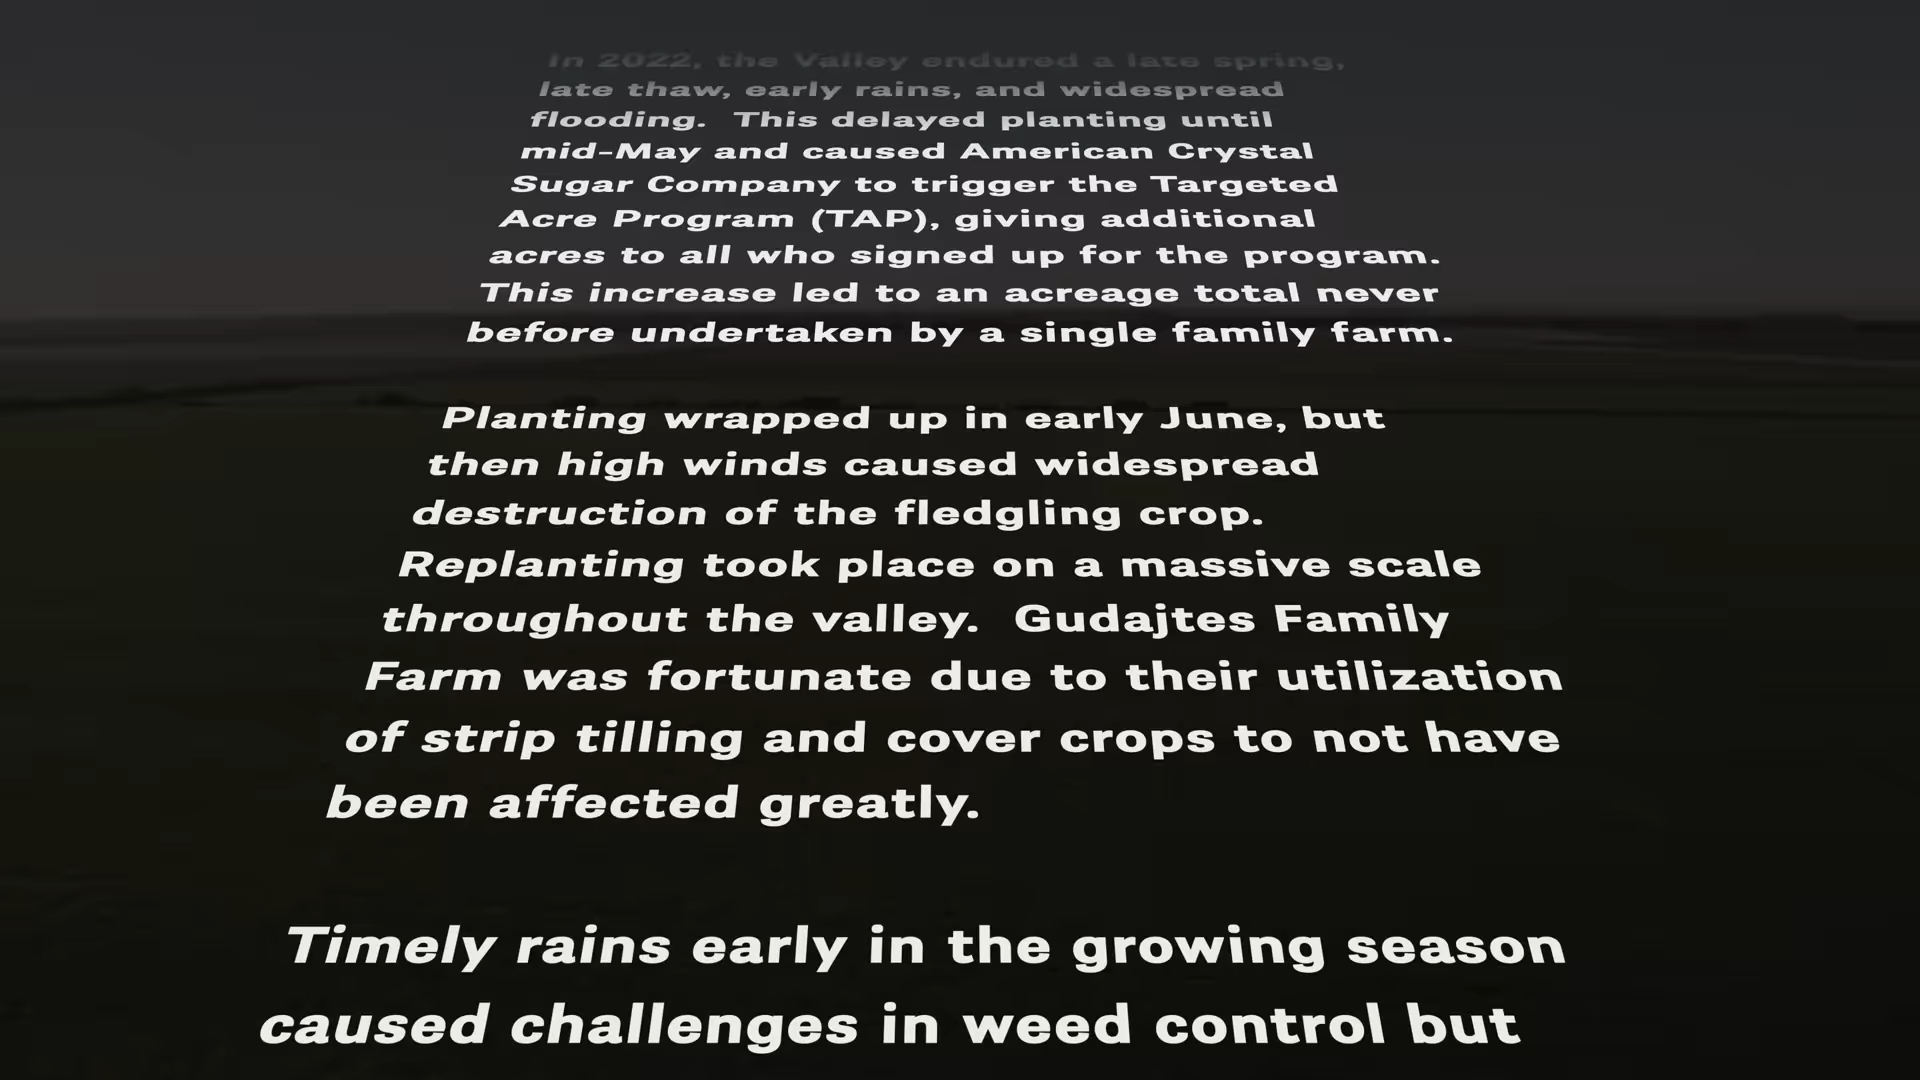 In 2022, the Valley endured a late spring,
late thaw, early rains, and widespread
flooding.  This delayed planting until
mid-May and caused American Crystal
Sugar Company to trigger the Targeted
Acre Program (TAP), giving additional
acres to all who signed up for the program.
This increase led to an acreage total never
before undertaken by a single family farm.
Planting wrapped up in early June, but
then high winds caused widespread
destruction of the fledgling crop.
Replanting took place on a massive scale
throughout the valley.  Gudajtes Family
Farm was fortunate due to their utilization
of strip tilling and cover crops to not have
been affected greatly.
Timely rains early in the growing season
caused challenges in weed control but